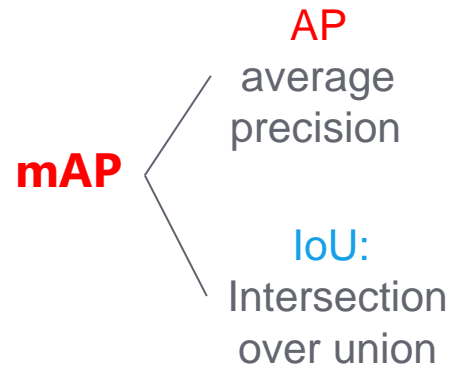 AP
average
precision
mAP
IoU:
Intersection
over union